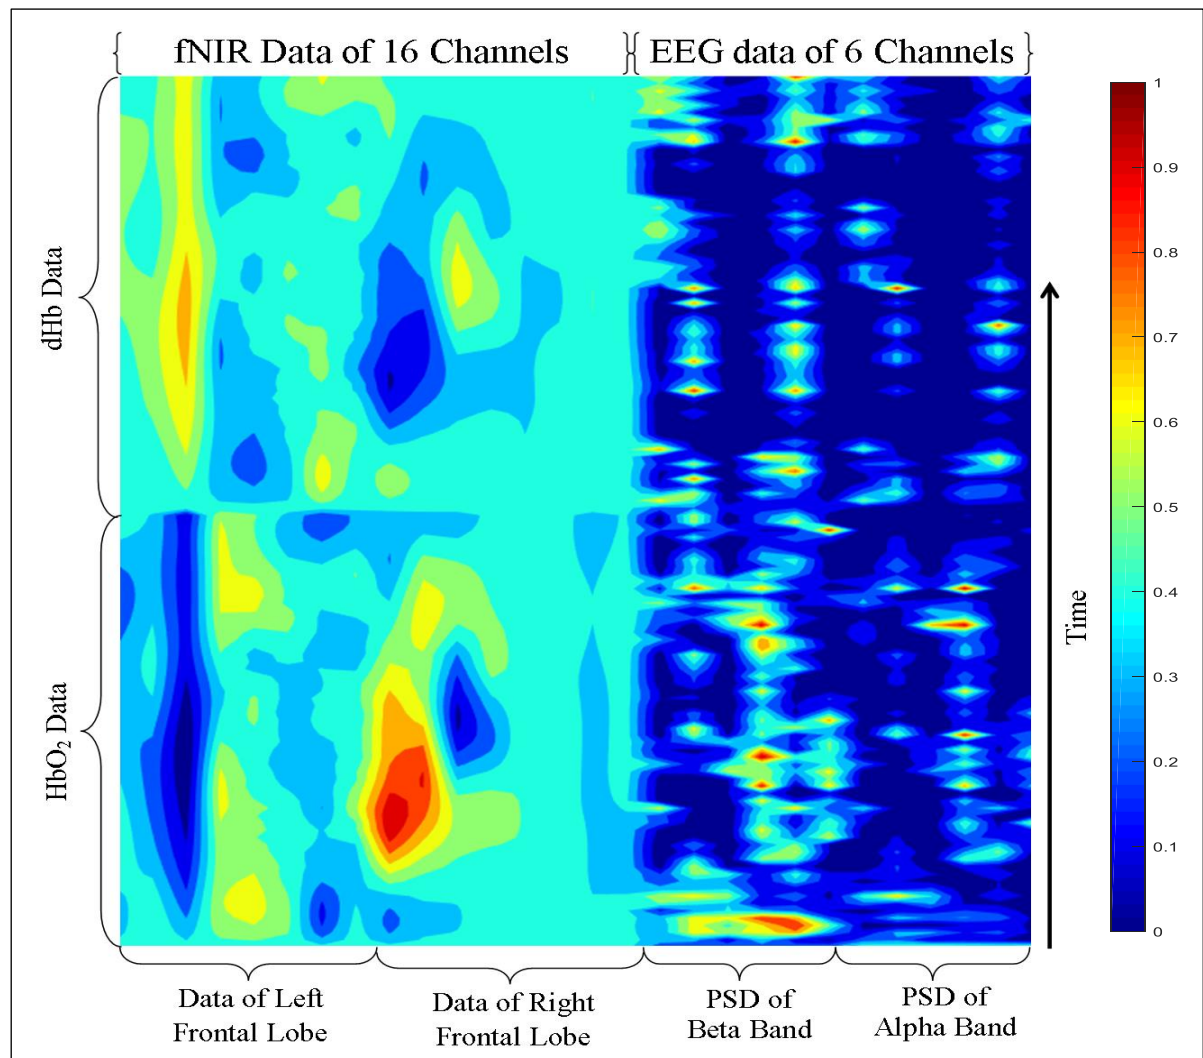 fNIR Data of 16 Channels
EEG data of 6 Channels
dHb Data
HbO₂ Data
Time
1
0.9
0.8
0.7
0.6
0.5
0.4
0.3
0.2
0.1
0
Data of Left
Frontal Lobe
Data of Right
Frontal Lobe
PSD of
Beta Band
PSD of
Alpha Band